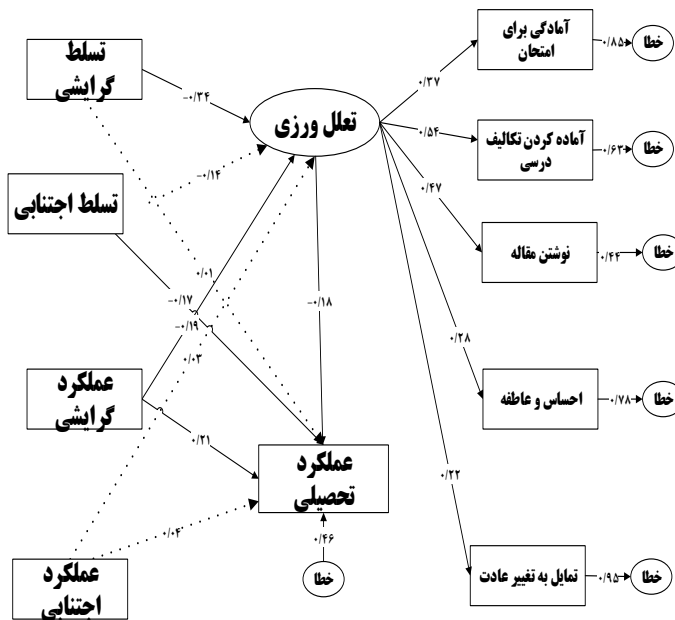 تسلط
گرایشی
تسلط اجتنابی
عملکرد
گرایشی
عملکرد
اجتنابی
تعلل ورزی
عملکرد
تحصیلی
خطا
آمادگی برای
امتحان
خطا
آماده کردن تکالیف
درسی
خطا
نوشتن مقاله
خطا
احساس و عاطفه
خطا
تمایل به تغییر عادت
خطا
-۰/۳۴
-۰/۱۴
۰/۰۱
-۰/۱۷
-۰/۱۹
۰/۰۳
۰/۲۱
۰/۰۴
-۰/۱۸
۰/۴۶
۰/۳۷
۰/۵۴
۰/۴۷
۰/۲۸
۰/۲۲
۰/۸۵
۰/۶۳
۰/۴۴
۰/۷۸
۰/۹۵